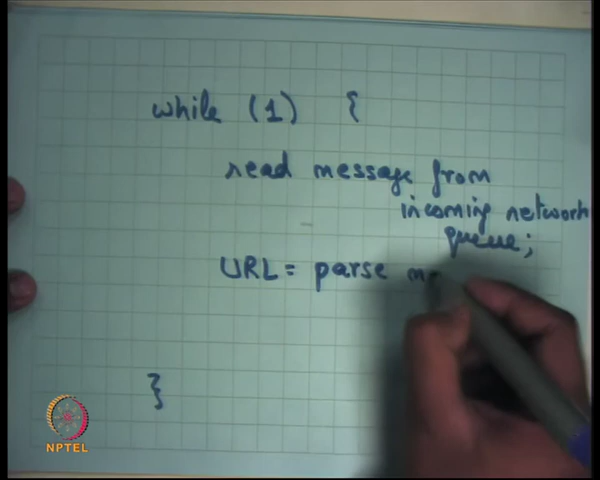 while (1) {
read message from
incoming network
queue;
URL = parse m
}
NPTEL